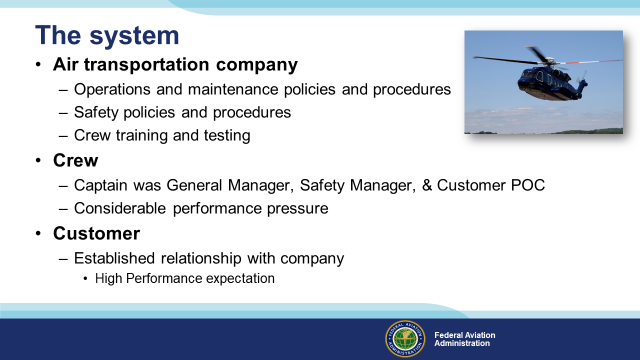 The system
• Air transportation company
– Operations and maintenance policies and procedures
– Safety policies and procedures
– Crew training and testing
• Crew
– Captain was General Manager, Safety Manager, & Customer POC
– Considerable performance pressure
• Customer
– Established relationship with company
• High Performance expectation
Federal Aviation
Administration